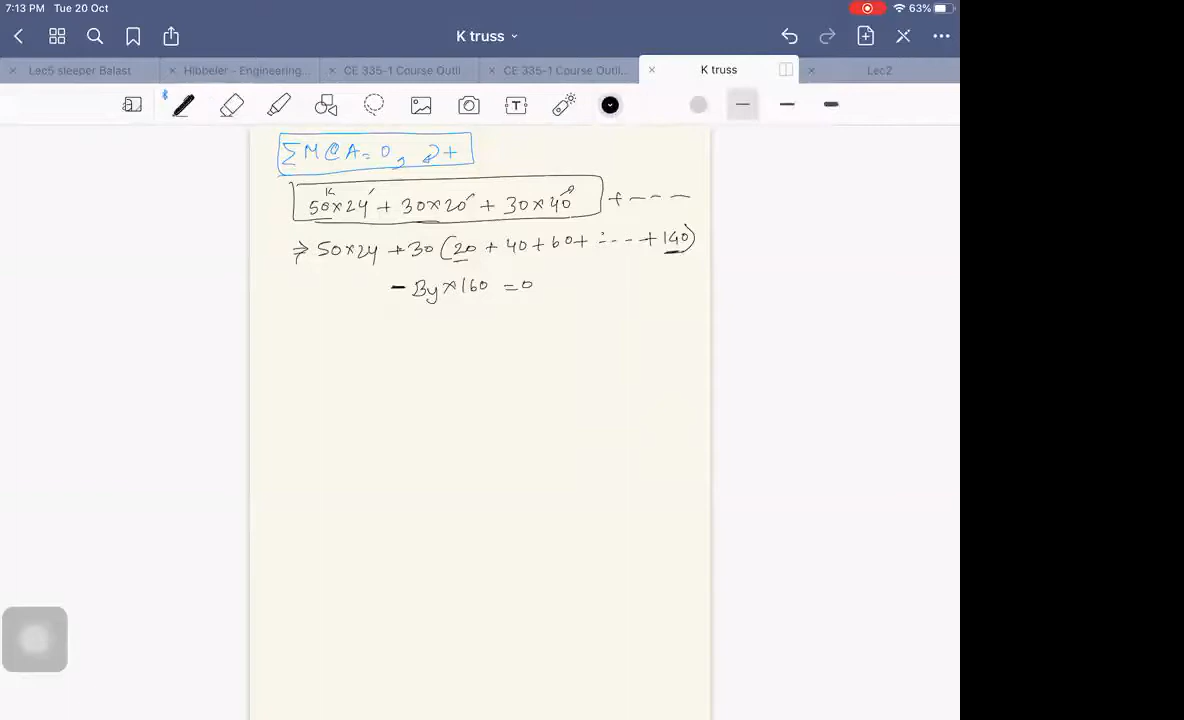 7:13 PM Tue 20 Oct
63%
K truss
Lec5 sleeper Balast
Hibbeler - Engineering...
CE 335-1 Course Outli
CE 335-1 Course Outli...
K truss
Lec2
ΣM@A=0, ⤵+
50ᴷ×24' + 30×20' + 30×40' + - - -
⇒ 50×24 + 30 (20 + 40 + 60 + ... - - + 140)
- By × 160 = 0